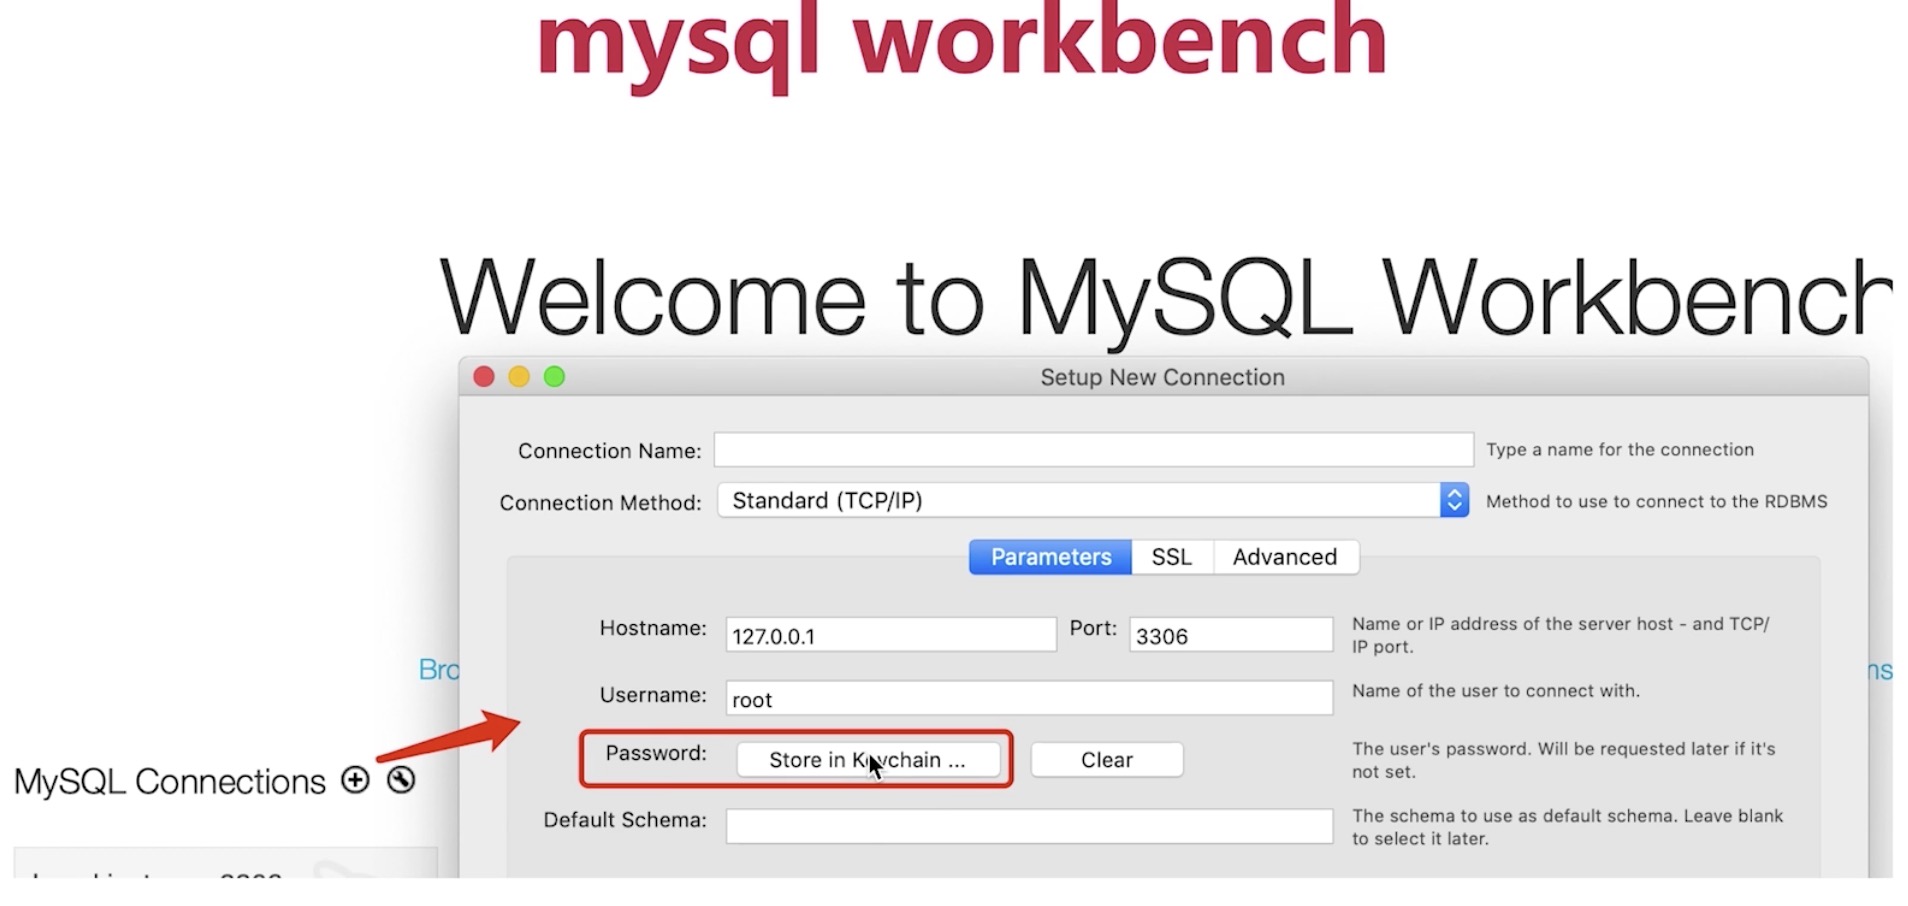 mysql workbench
Welcome to MySQL Workbench
Setup New Connection
Connection Name:
Type a name for the connection
Connection Method: Standard (TCP/IP)
Method to use to connect to the RDBMS
Parameters SSL Advanced
Hostname: 127.0.0.1 Port: 3306
Name or IP address of the server host - and TCP/
IP port.
Username: root
Name of the user to connect with.
Password: Store in Keychain ... Clear
The user's password. Will be requested later if it's
not set.
Default Schema:
The schema to use as default schema. Leave blank
to select it later.
Bro
ns
MySQL Connections